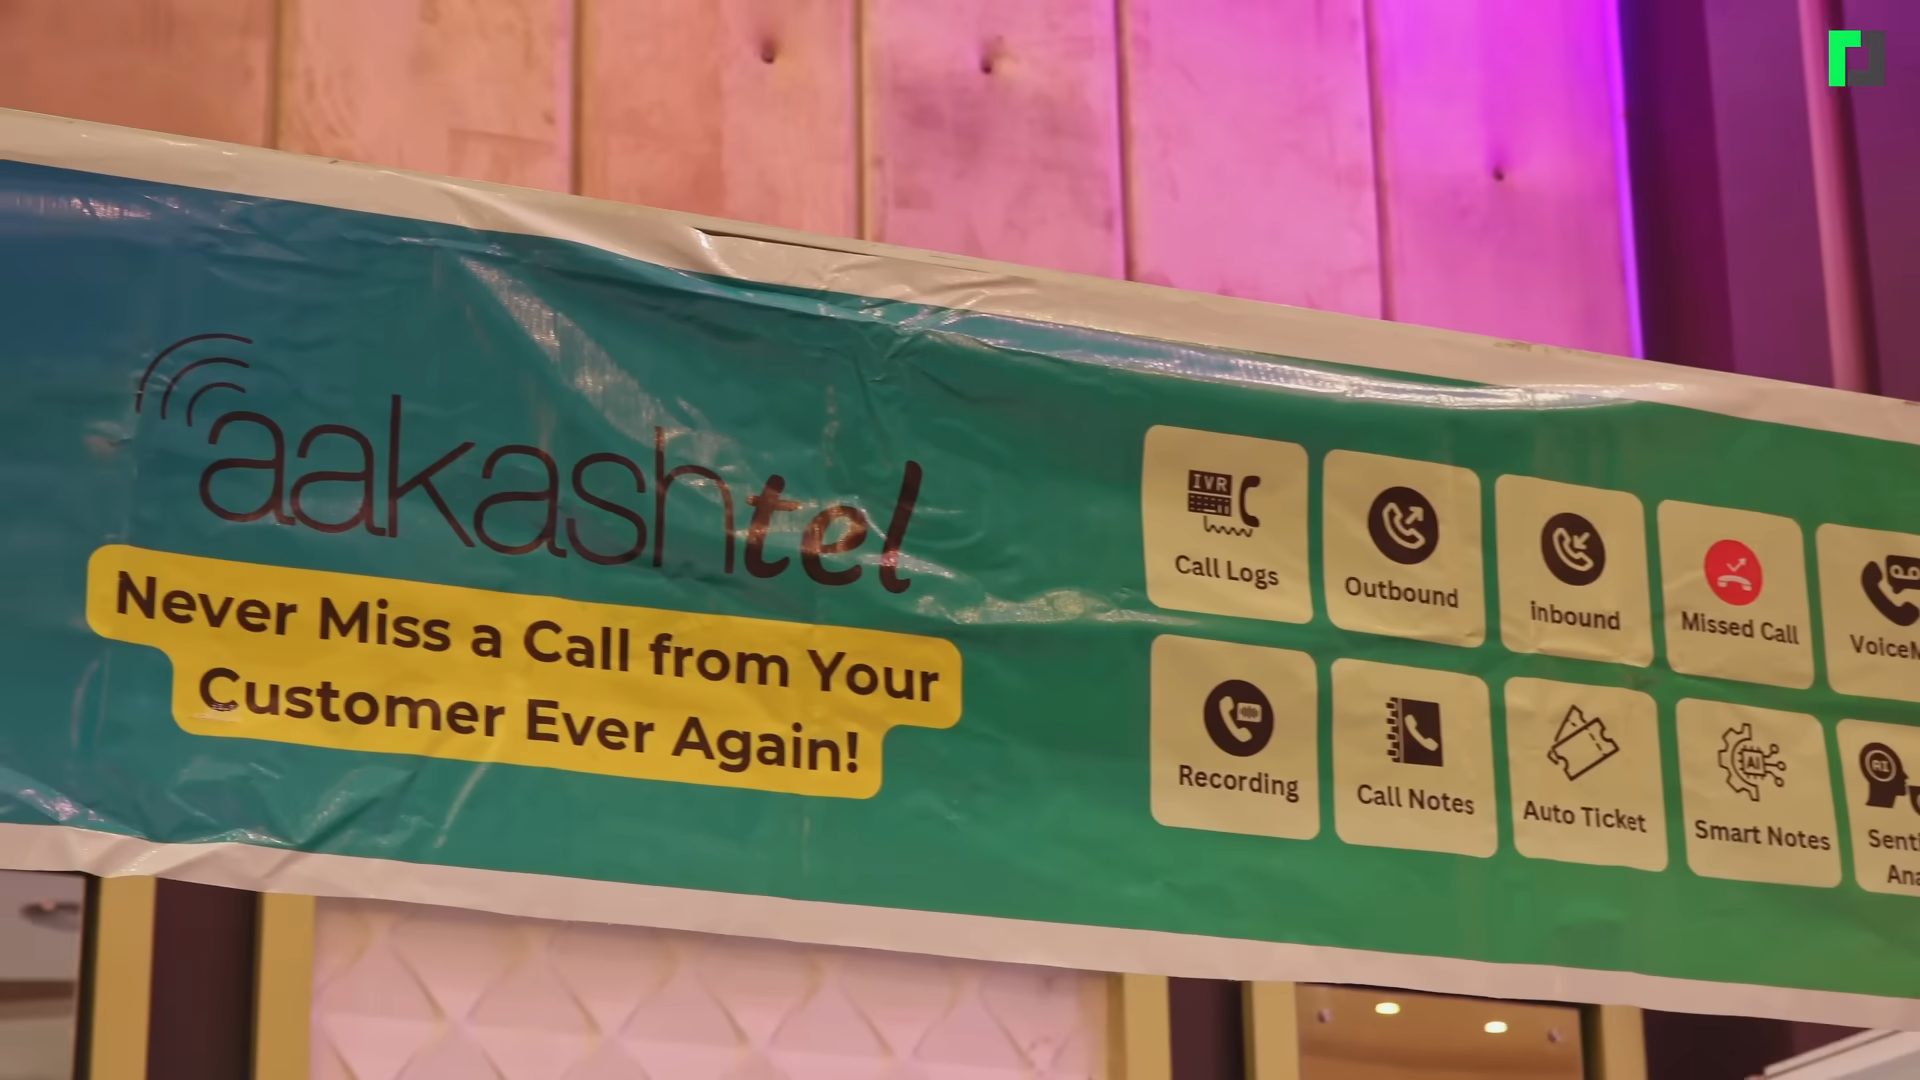 aakashtel
Never Miss a Call from Your
Customer Ever Again!
IVR
Call Logs
Outbound
inbound
Missed Call
Recording
Call Notes
Auto Ticket
AI
Smart Notes
AI